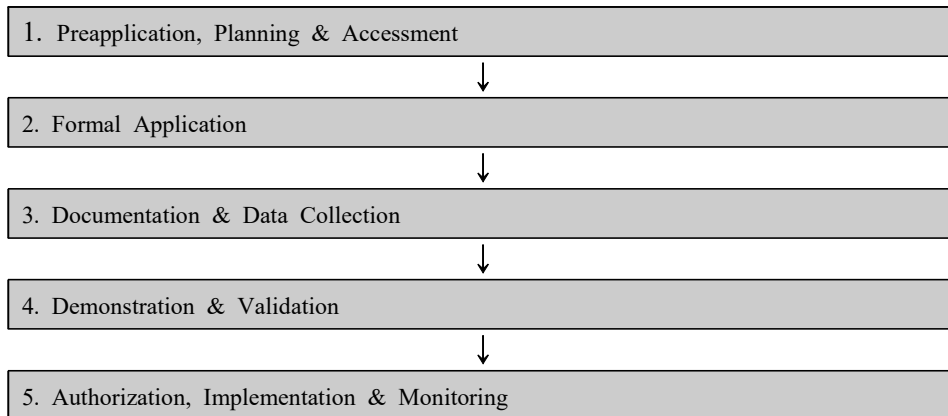 1. Preapplication, Planning & Accessment
2. Formal Application
3. Documentation & Data Collection
4. Demonstration & Validation
5. Authorization, Implementation & Monitoring